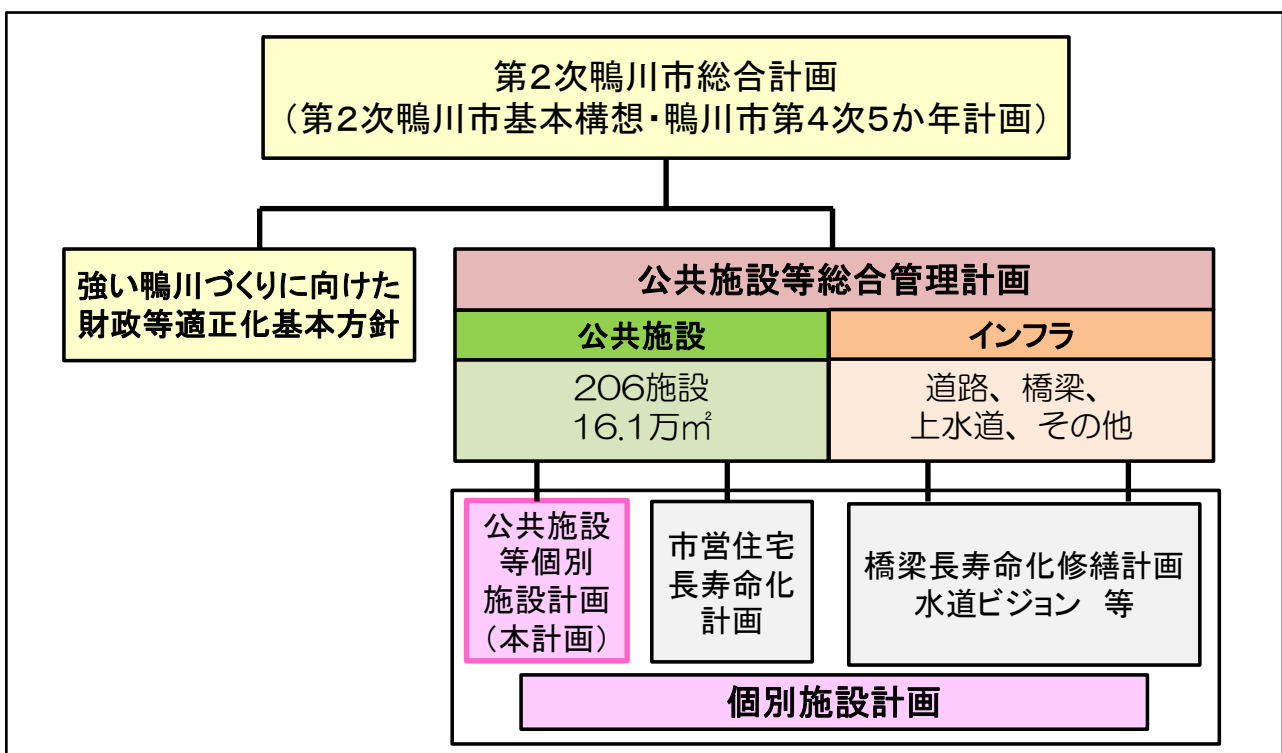 第２次鴨川市総合計画
（第２次鴨川市基本構想・鴨川市第４次５か年計画）
強い鴨川づくりに向けた
財政等適正化基本方針
公共施設等総合管理計画
公共施設
インフラ
２０６施設
１６.１万㎡
道路、橋梁、
上水道、その他
公共施設
等個別
施設計画
（本計画）
市営住宅
長寿命化
計画
橋梁長寿命化修繕計画
水道ビジョン　等
個別施設計画